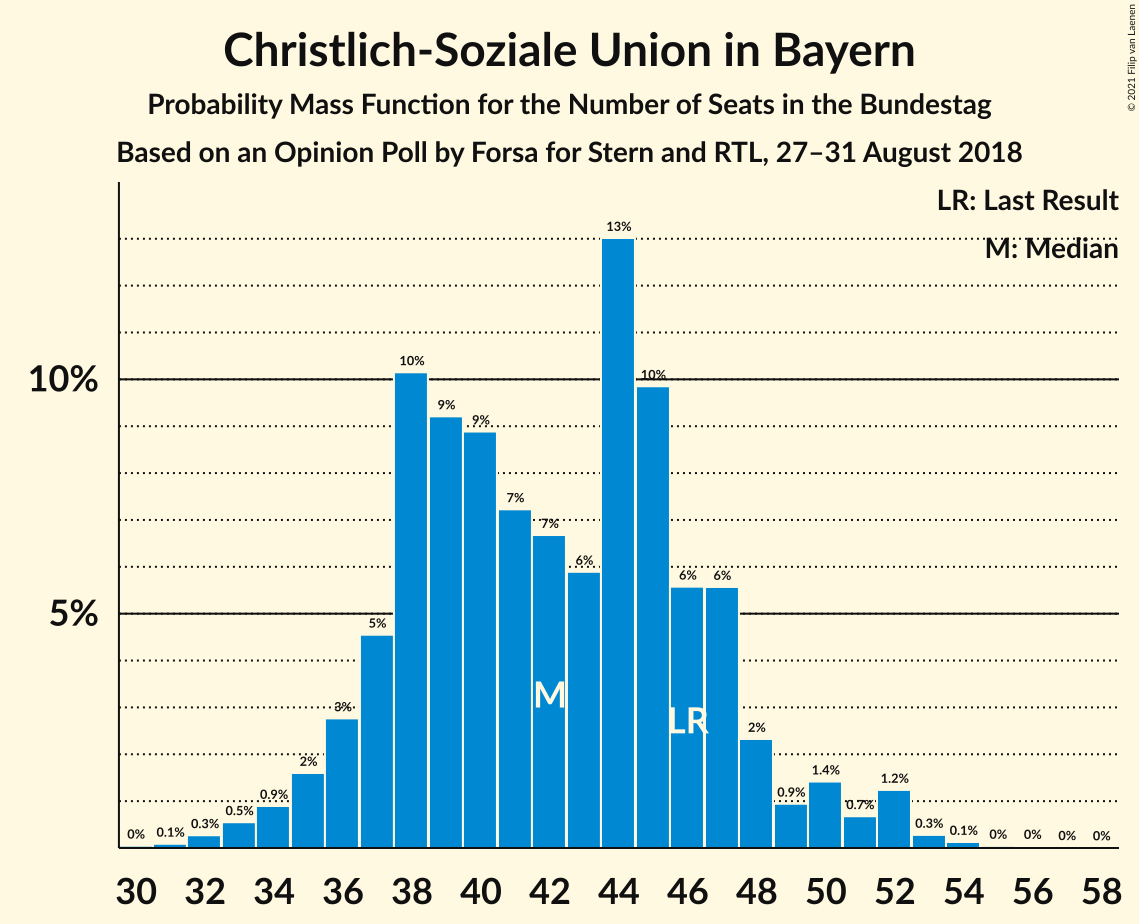 Christlich-Soziale Union in Bayern
Probability Mass Function for the Number of Seats in the Bundestag
Based on an Opinion Poll by Forsa for Stern and RTL, 27–31 August 2018
© 2021 Filip van Laenen
LR: Last Result
M: Median
10%
5%
0% 0.1% 0.3% 0.5% 0.9% 2% 3% 5% 10% 9% 9% 7% 7% 6% 13% 10% 6% 6% 2% 0.9% 1.4% 0.7% 1.2% 0.3% 0.1% 0% 0% 0% 0%
M
LR
30 32 34 36 38 40 42 44 46 48 50 52 54 56 58